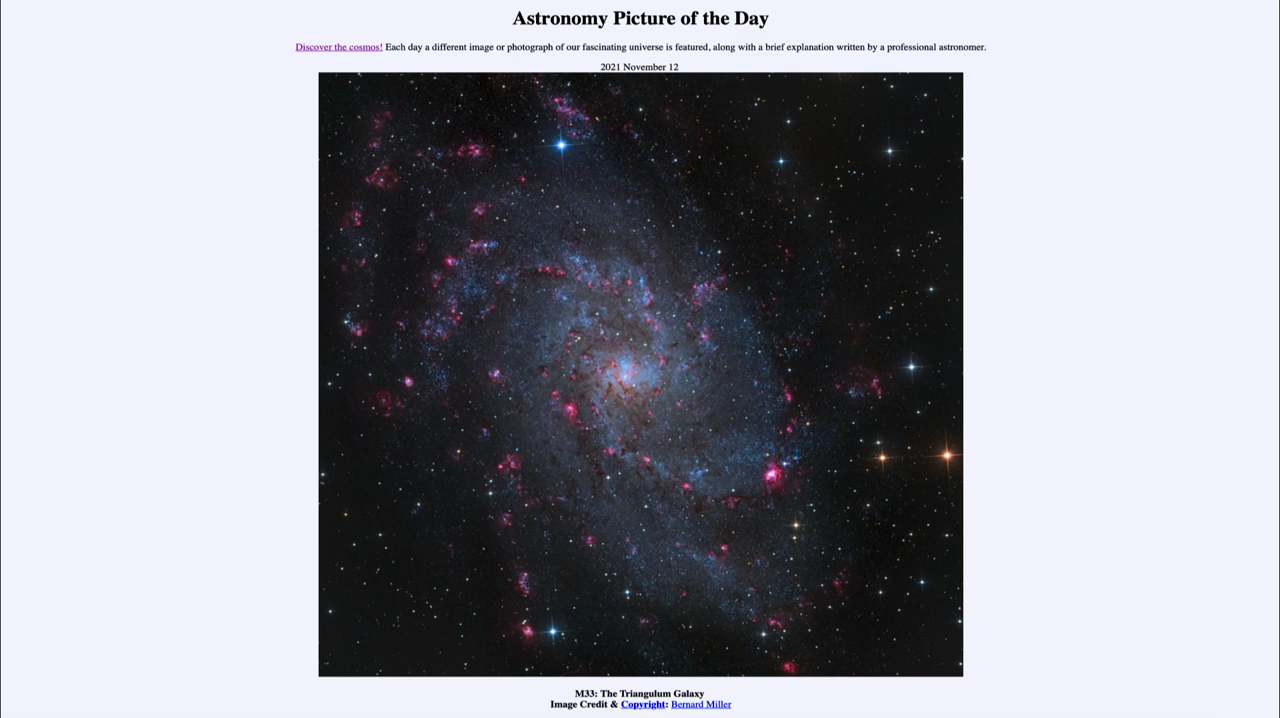 Astronomy Picture of the Day
Discover the cosmos! Each day a different image or photograph of our fascinating universe is featured, along with a brief explanation written by a professional astronomer.
2021 November 12
M33: The Triangulum Galaxy
Image Credit & Copyright: Bernard Miller